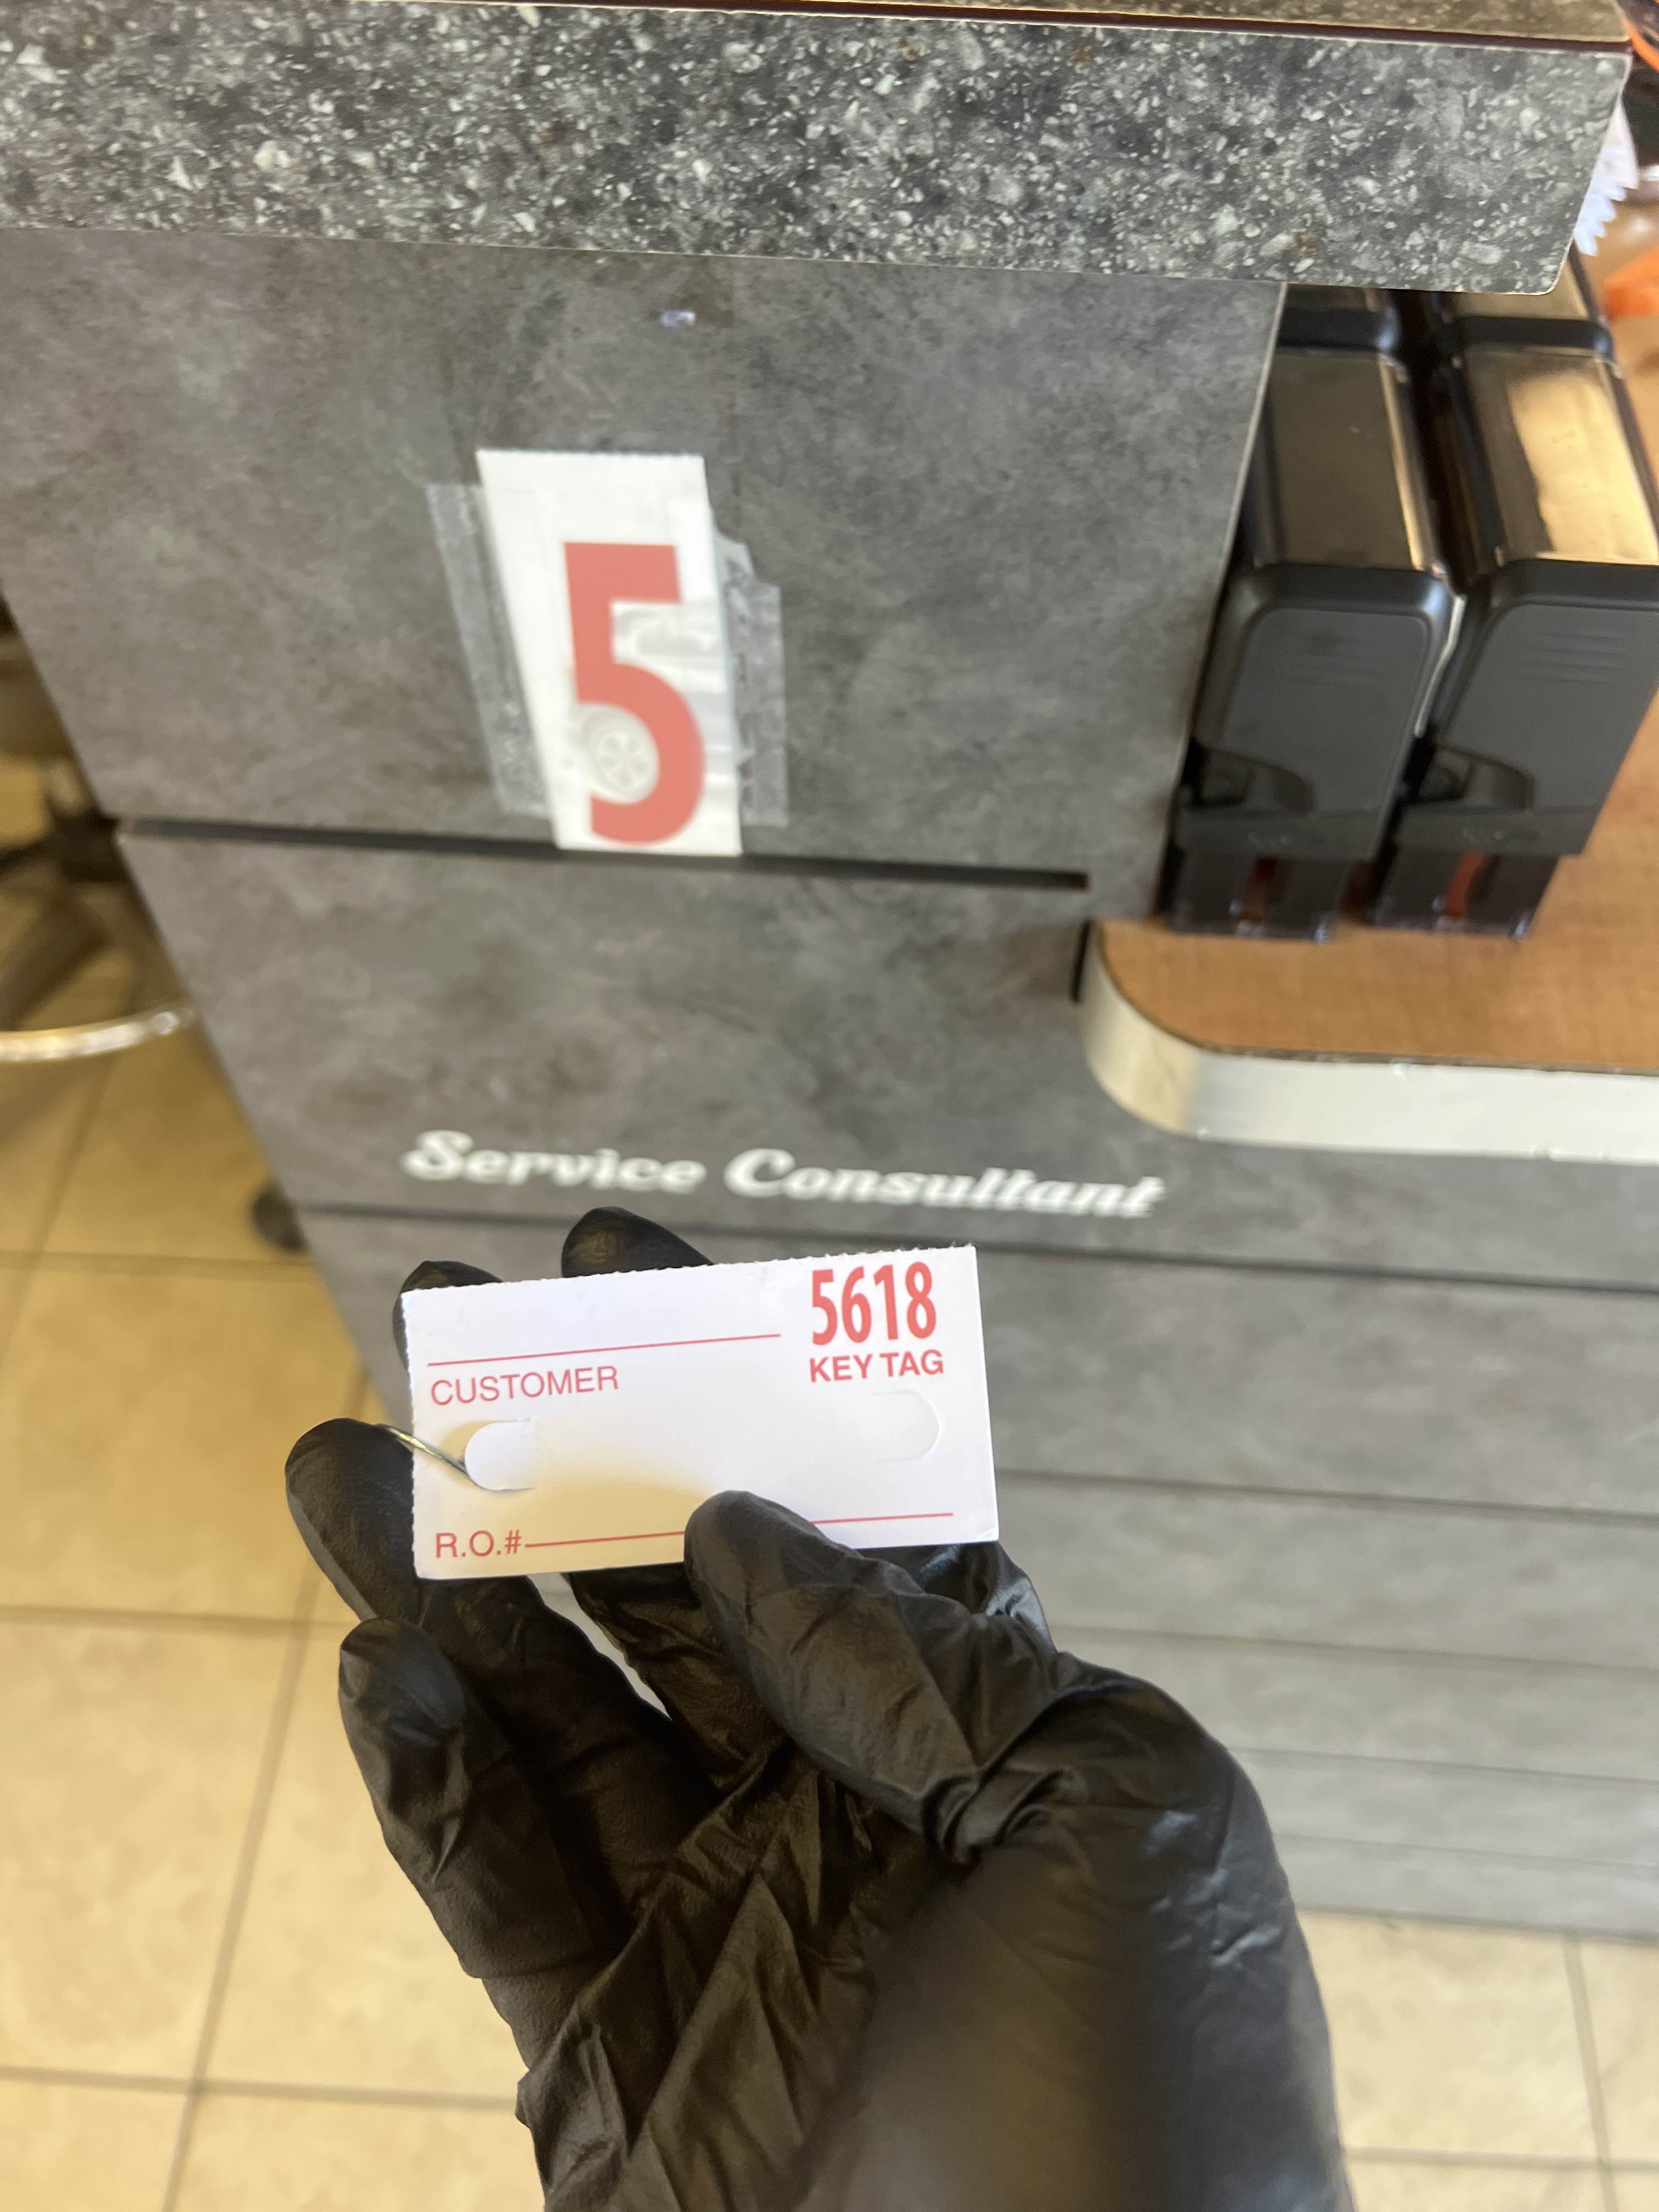 5
Service Consultant
5618
KEY TAG
CUSTOMER
R.O.#